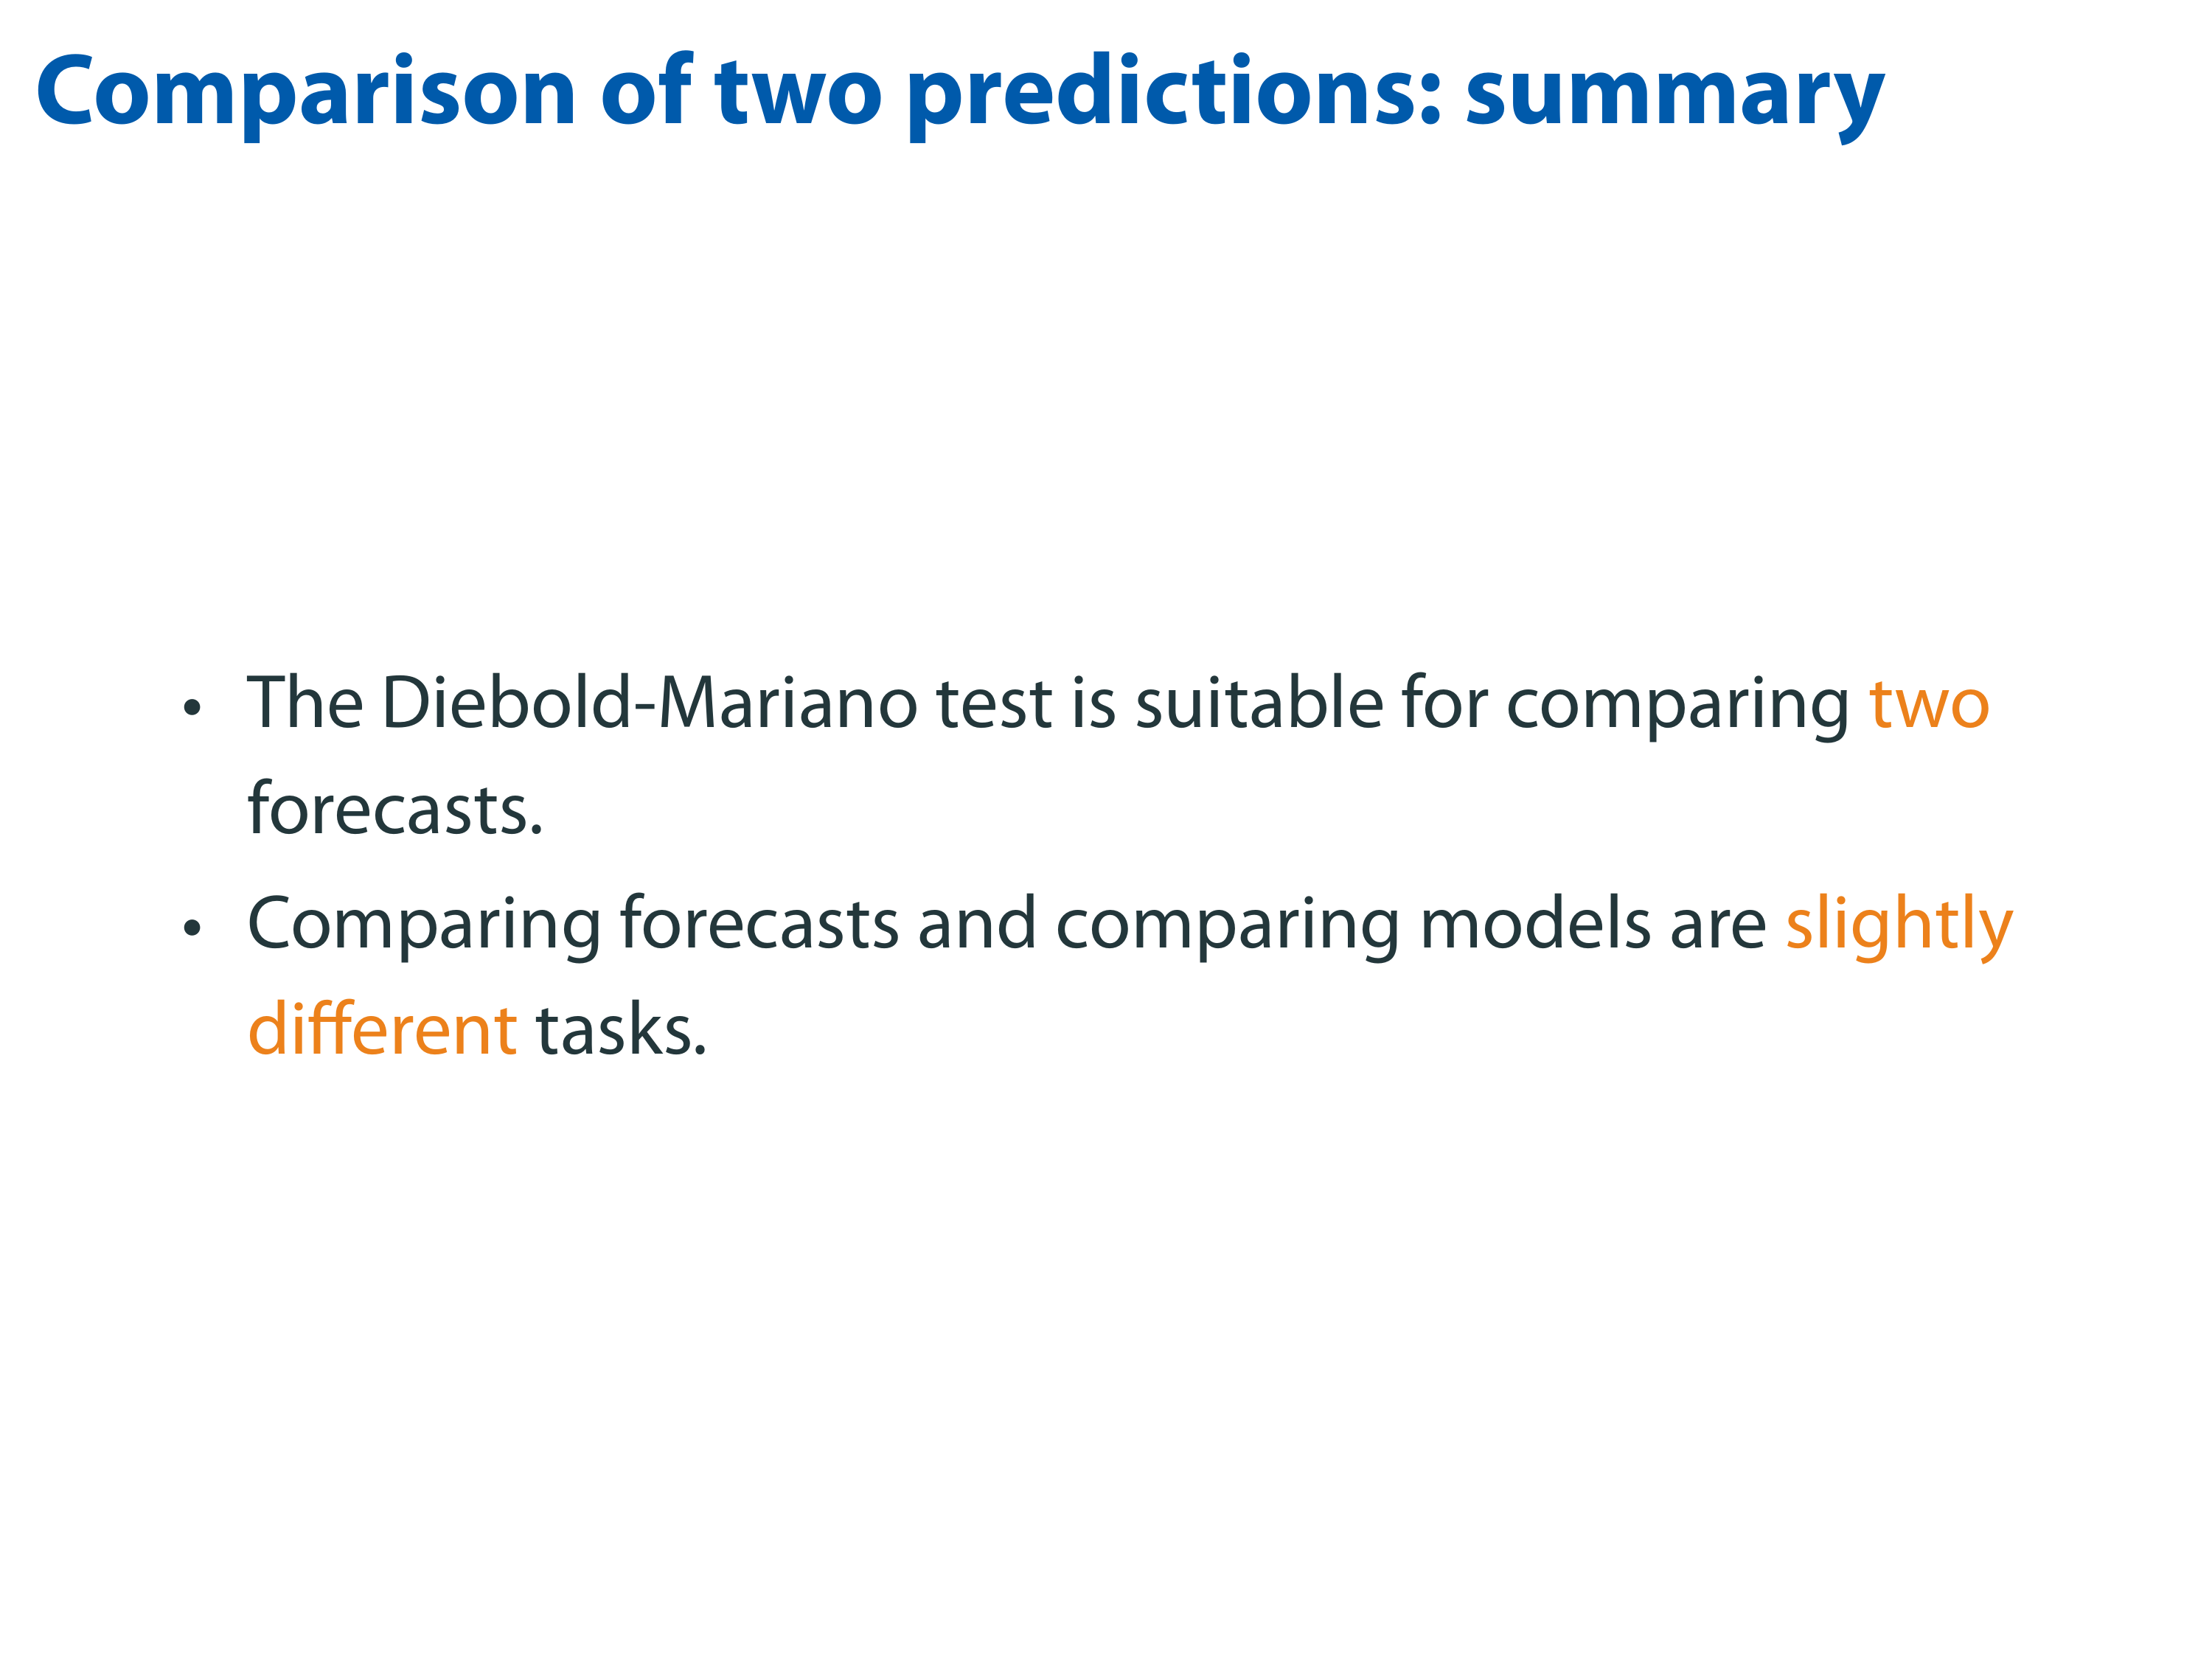 Comparison of two predictions: summary
• The Diebold-Mariano test is suitable for comparing two
forecasts.
• Comparing forecasts and comparing models are slightly
different tasks.